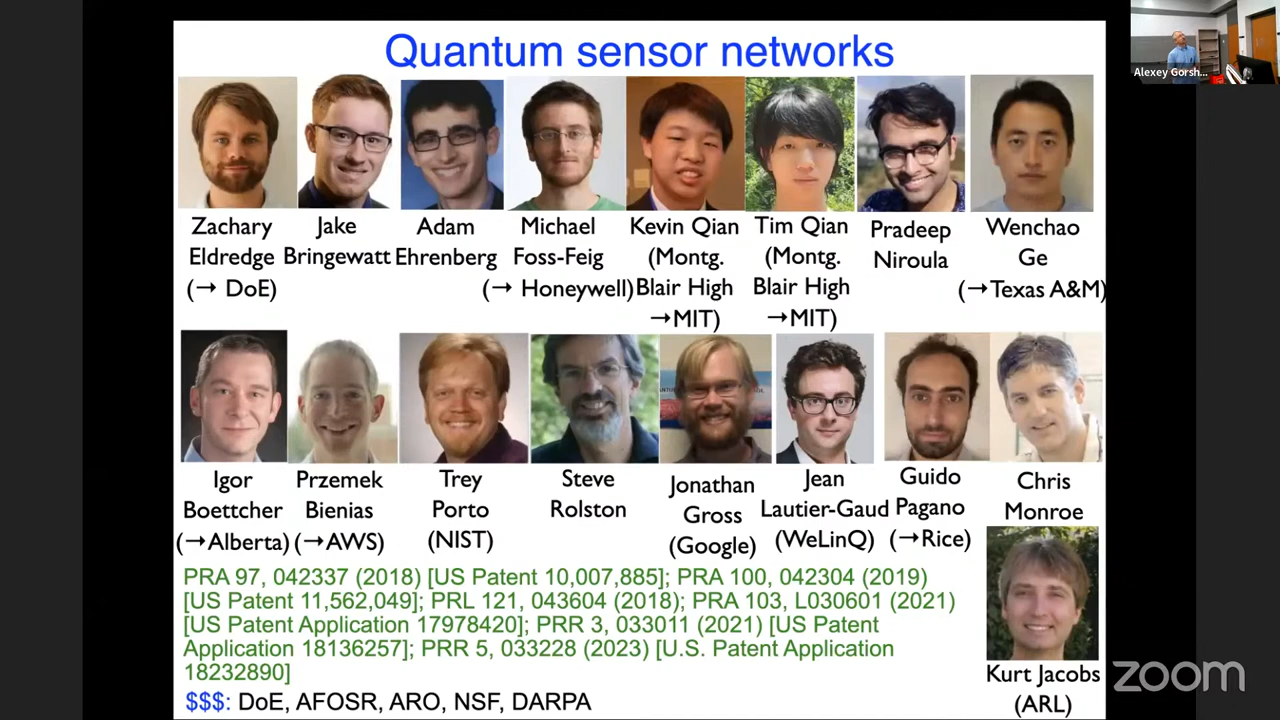 Quantum sensor networks
Alexey Gorsh...
Zachary
Eldredge
(→ DoE)
Jake
Bringewatt
Adam
Ehrenberg
Michael
Foss-Feig
(→ Honeywell)
Kevin Qian
(Montg.
Blair High
→MIT)
Tim Qian
(Montg.
Blair High
→MIT)
Pradeep
Niroula
Wenchao
Ge
(→Texas A&M)
Igor
Boettcher
(→Alberta)
Przemek
Bienias
(→AWS)
Trey
Porto
(NIST)
Steve
Rolston
Jonathan
Gross
(Google)
Jean
Lautier-Gaud
(WeLinQ)
Guido
Pagano
(→Rice)
Chris
Monroe
PRA 97, 042337 (2018) [US Patent 10,007,885]; PRA 100, 042304 (2019)
[US Patent 11,562,049]; PRL 121, 043604 (2018); PRA 103, L030601 (2021)
[US Patent Application 17978420]; PRR 3, 033011 (2021) [US Patent
Application 18136257]; PRR 5, 033228 (2023) [U.S. Patent Application
18232890]
$$$: DoE, AFOSR, ARO, NSF, DARPA
Kurt Jacobs
(ARL)
zoom